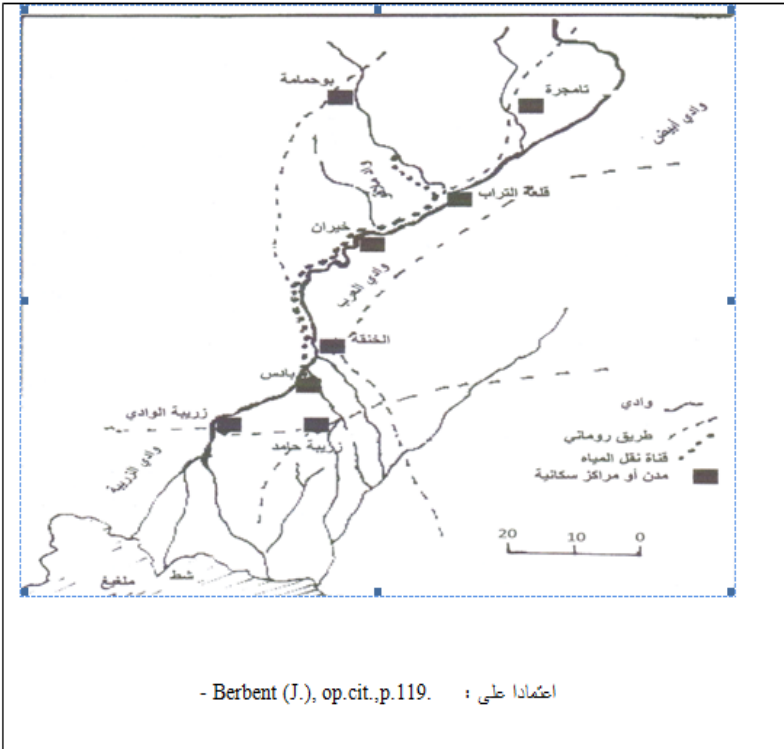 بوحمامة
تامجرة
وادي أبيض
قلعة التراب
خيران
وادي العرب
الخنقة
بادس
زريبة الوادي
زريبة حامد
وادي الزريبة
شط
ملغيغ
وادي
طريق روماني
قناة نقل المياه
مدن أو مراكز سكانية
20 10 0
اعتمادا على : - Berbent (J.), op.cit.,p.119.